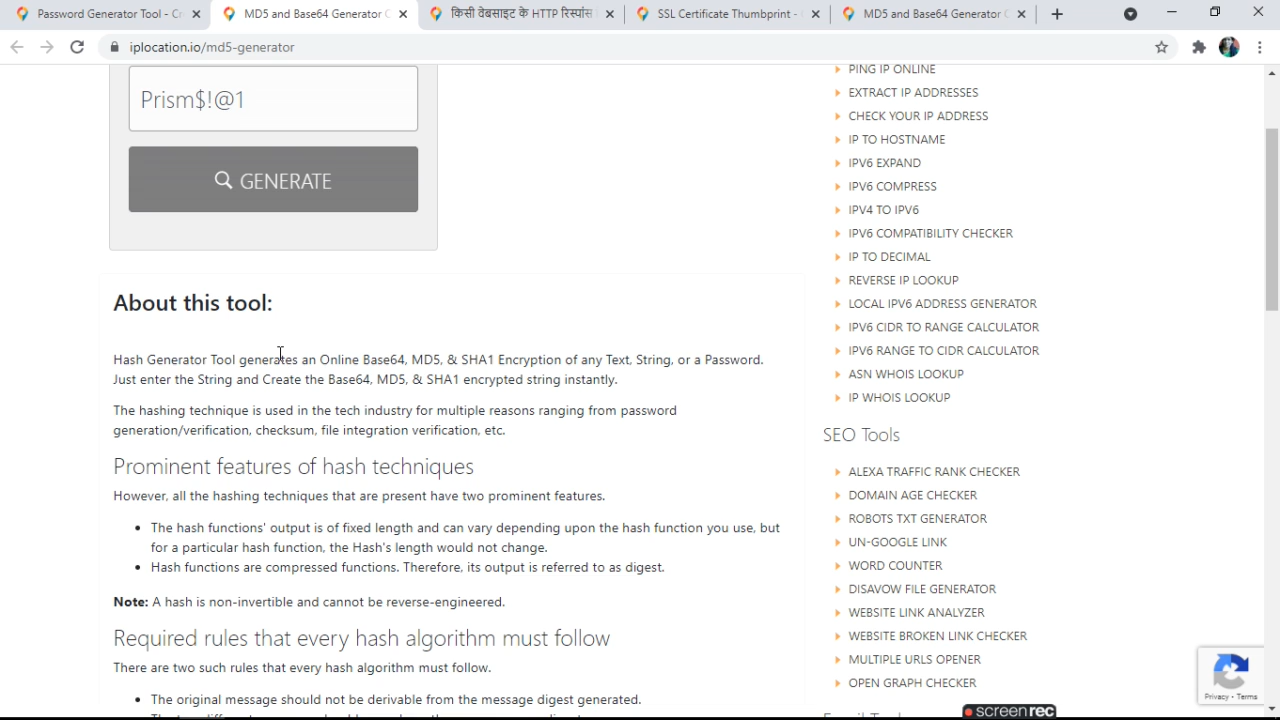 Password Generator Tool - Cr
MD5 and Base64 Generator C
किसी वेबसाइट के HTTP रिस्पांस
SSL Certificate Thumbprint -
MD5 and Base64 Generator C
iplocation.io/md5-generator
Prism$!@1
GENERATE
About this tool:
Hash Generator Tool generates an Online Base64, MD5, & SHA1 Encryption of any Text, String, or a Password.
Just enter the String and Create the Base64, MD5, & SHA1 encrypted string instantly.
The hashing technique is used in the tech industry for multiple reasons ranging from password
generation/verification, checksum, file integration verification, etc.
Prominent features of hash techniques
However, all the hashing techniques that are present have two prominent features.
The hash functions' output is of fixed length and can vary depending upon the hash function you use, but
for a particular hash function, the Hash's length would not change.
Hash functions are compressed functions. Therefore, its output is referred to as digest.
Note: A hash is non-invertible and cannot be reverse-engineered.
Required rules that every hash algorithm must follow
There are two such rules that every hash algorithm must follow.
The original message should not be derivable from the message digest generated.
PING IP ONLINE
EXTRACT IP ADDRESSES
CHECK YOUR IP ADDRESS
IP TO HOSTNAME
IPV6 EXPAND
IPV6 COMPRESS
IPV4 TO IPV6
IPV6 COMPATIBILITY CHECKER
IP TO DECIMAL
REVERSE IP LOOKUP
LOCAL IPV6 ADDRESS GENERATOR
IPV6 CIDR TO RANGE CALCULATOR
IPV6 RANGE TO CIDR CALCULATOR
ASN WHOIS LOOKUP
IP WHOIS LOOKUP
SEO Tools
ALEXA TRAFFIC RANK CHECKER
DOMAIN AGE CHECKER
ROBOTS TXT GENERATOR
UN-GOOGLE LINK
WORD COUNTER
DISAVOW FILE GENERATOR
WEBSITE LINK ANALYZER
WEBSITE BROKEN LINK CHECKER
MULTIPLE URLS OPENER
OPEN GRAPH CHECKER
Privacy - Terms
screenrec